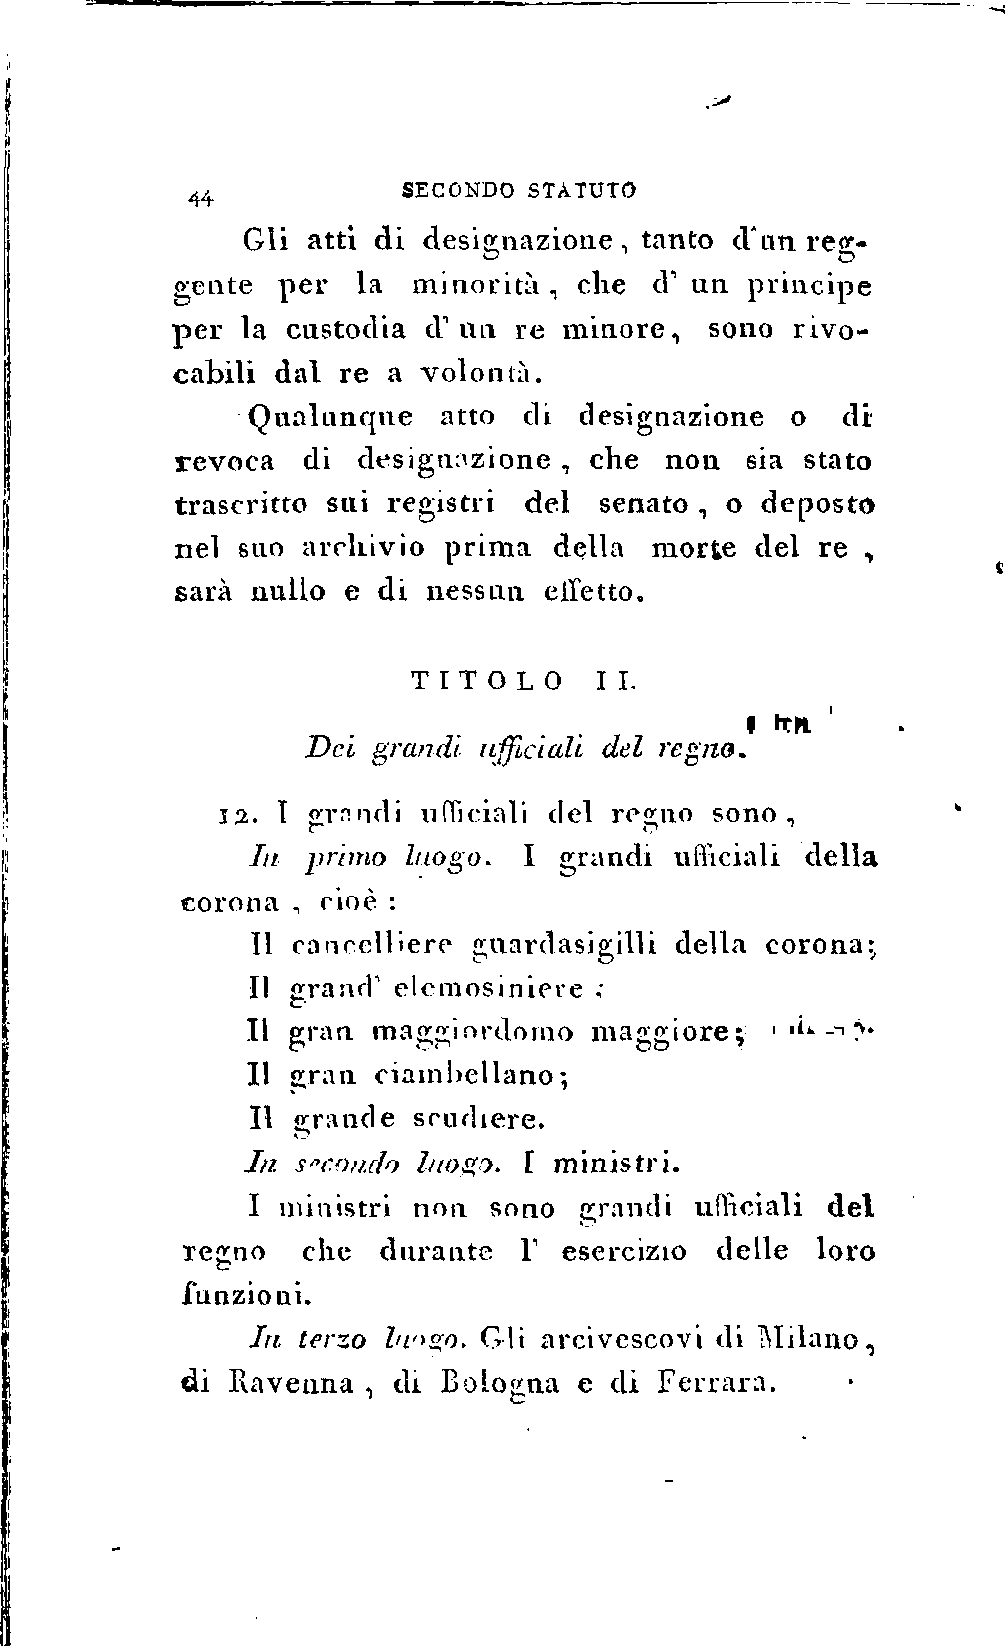 44 SECONDO STATUTO
Gli atti di designazione, tanto d'un reg-
gente per la minorità, che d' un principe
per la custodia d' un re minore, sono rivo-
cabili dal re a volontà.
Qualunque atto di designazione o di
revoca di designazione, che non sia stato
trascritto sui registri del senato, o deposto
nel suo archivio prima della morte del re,
sarà nullo e di nessun effetto.
TITOLO II.
Dei grandi ufficiali del regno.
12. I grandi ufficiali del regno sono,
In primo luogo. I grandi ufficiali della
corona, cioè:
Il cancelliere guardasigilli della corona;
Il grand' elemosiniere;
Il gran maggiordomo maggiore;
Il gran ciambellano;
Il grande scudiere.
In secondo luogo. I ministri.
I ministri non sono grandi ufficiali del
regno che durante l' esercizio delle loro
funzioni.
In terzo luogo. Gli arcivescovi di Milano,
di Ravenna, di Bologna e di Ferrara.